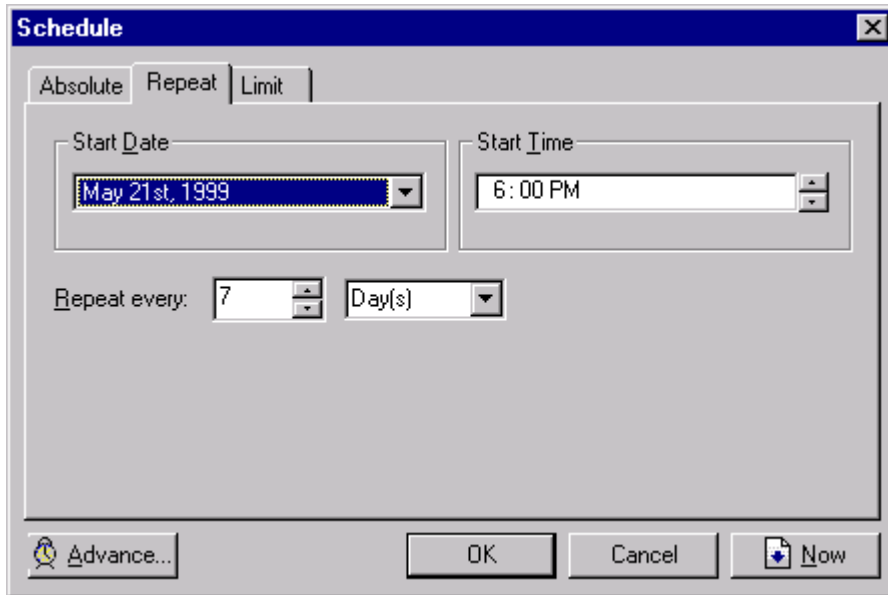 Schedule
Absolute Repeat Limit
Start Date Start Time
May 21st, 1999 6:00 PM
Repeat every: 7 Day(s)
Advance... OK Cancel Now